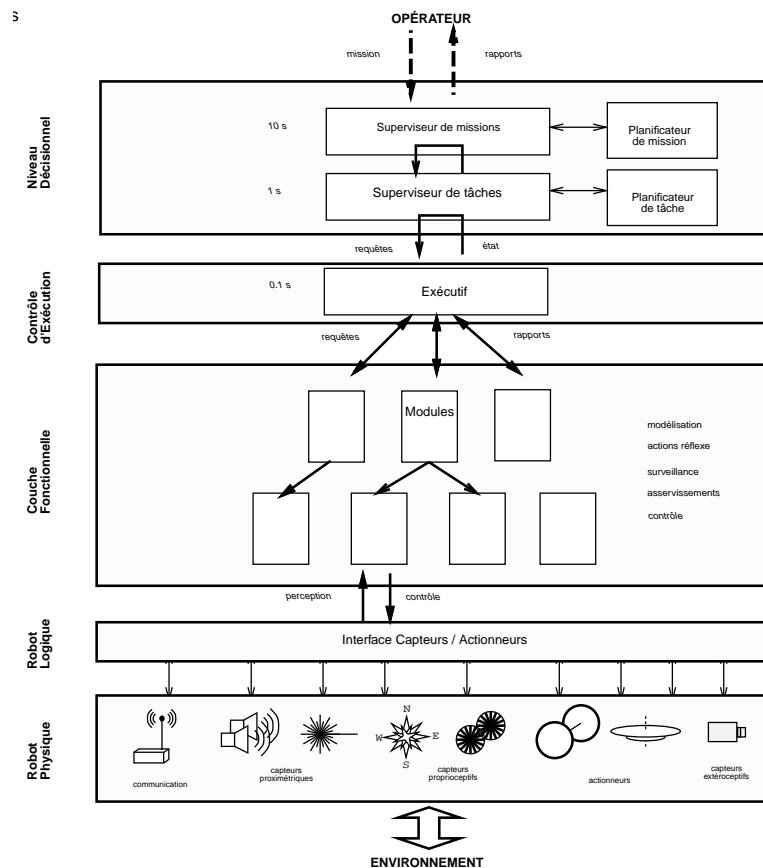 s
OPÉRATEUR
mission
rapports
Niveau
Décisionnel
10 s
Superviseur de missions
Planificateur
de mission
1 s
Superviseur de tâches
Planificateur
de tâche
requêtes
état
Contrôle
d'Exécution
0.1 s
Exécutif
requêtes
rapports
Couche
Fonctionnelle
Modules
modélisation
actions réflexe
surveillance
asservissements
contrôle
perception
contrôle
Robot
Logique
Interface Capteurs / Actionneurs
Robot
Physique
N
W
E
S
communication
capteurs
proximétriques
capteurs
proprioceptifs
actionneurs
capteurs
extéroceptifs
ENVIRONNEMENT